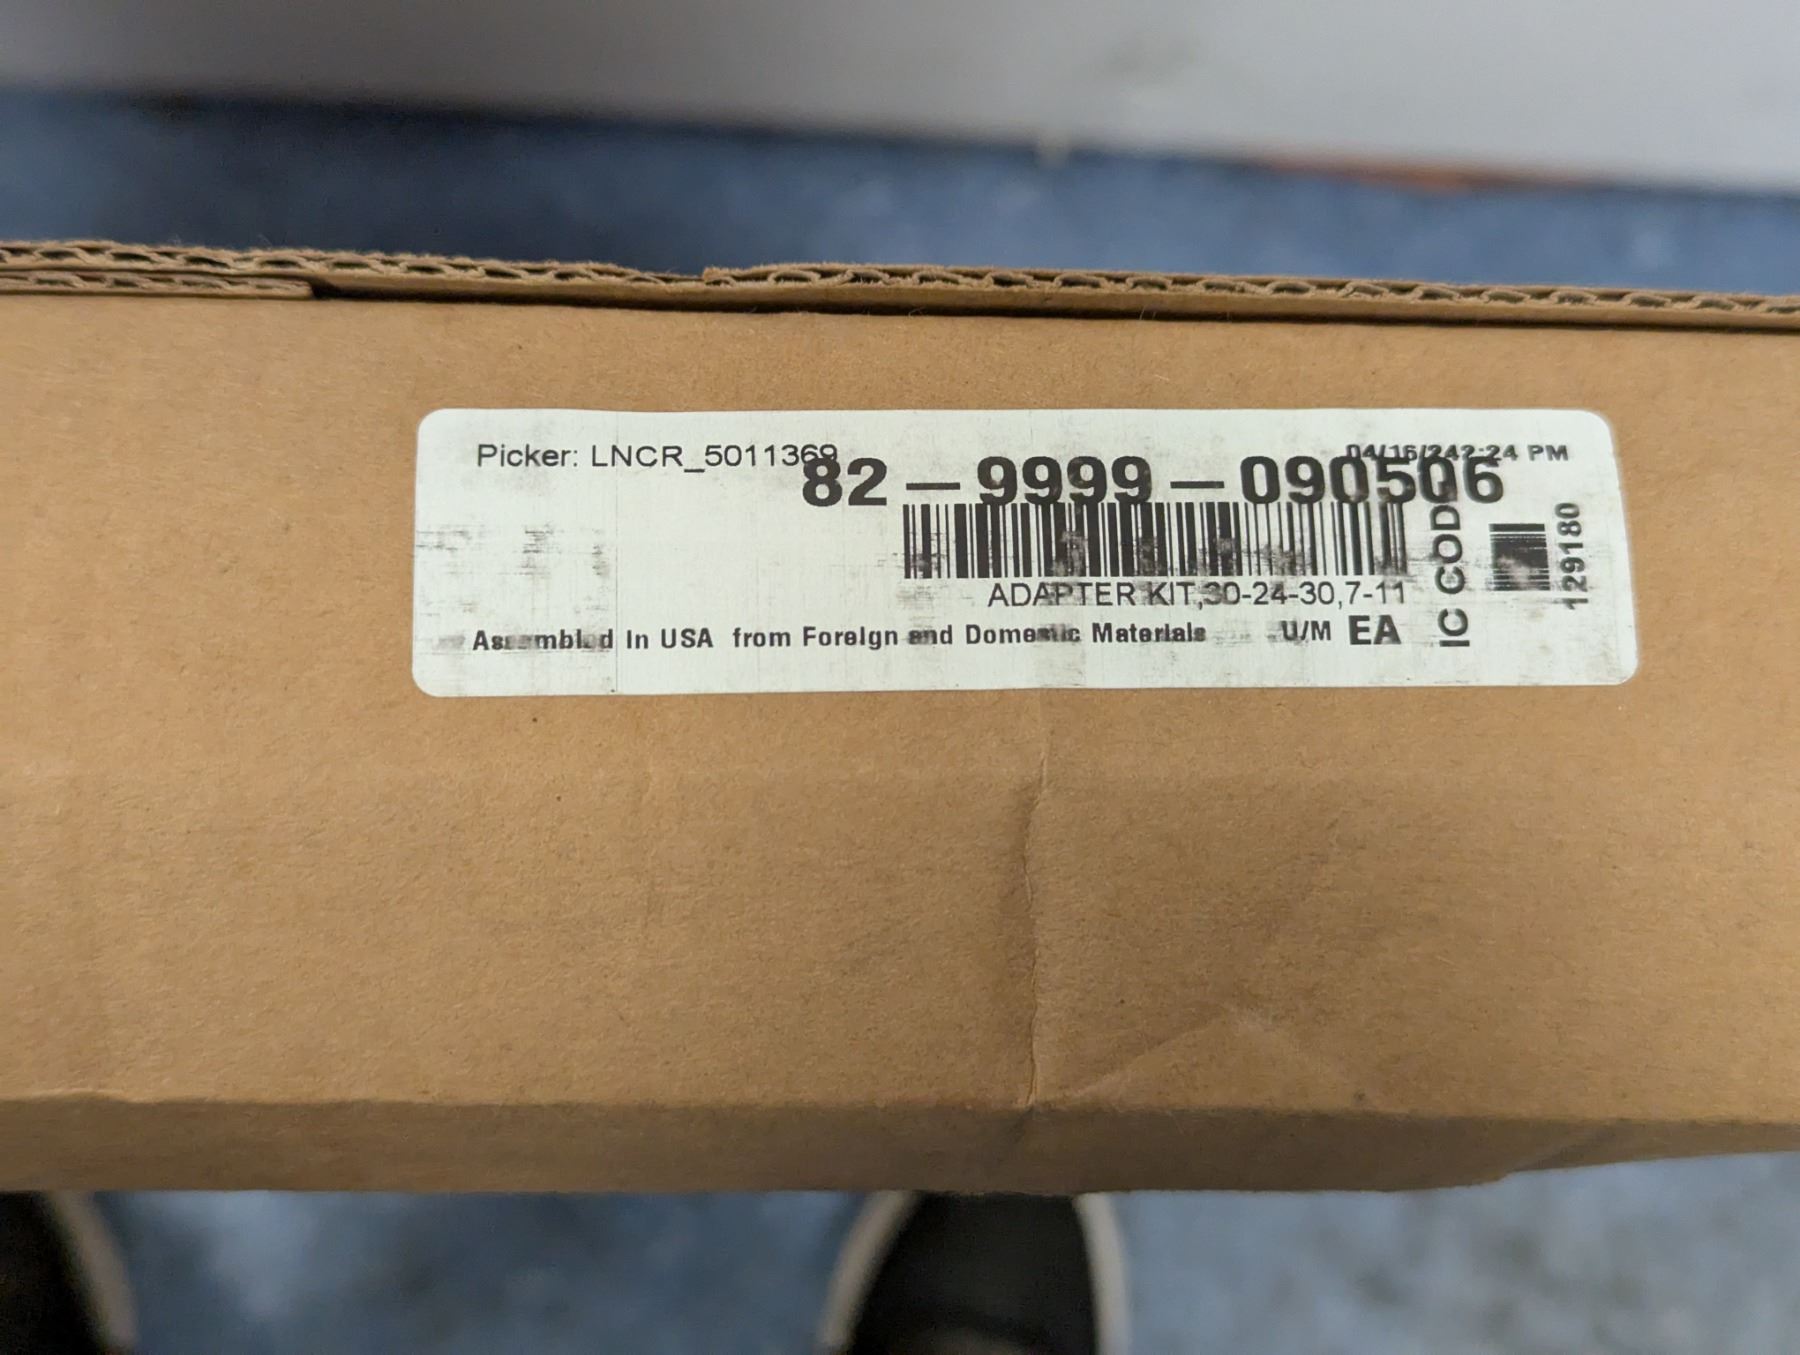 Picker: LNCR_5011369
04/16/24 2:24 PM
82-9999-090506
ADAPTER KIT,30-24-30,7-11
Assembled In USA from Foreign and Domestic Materials
U/M EA
IC CODE
129180